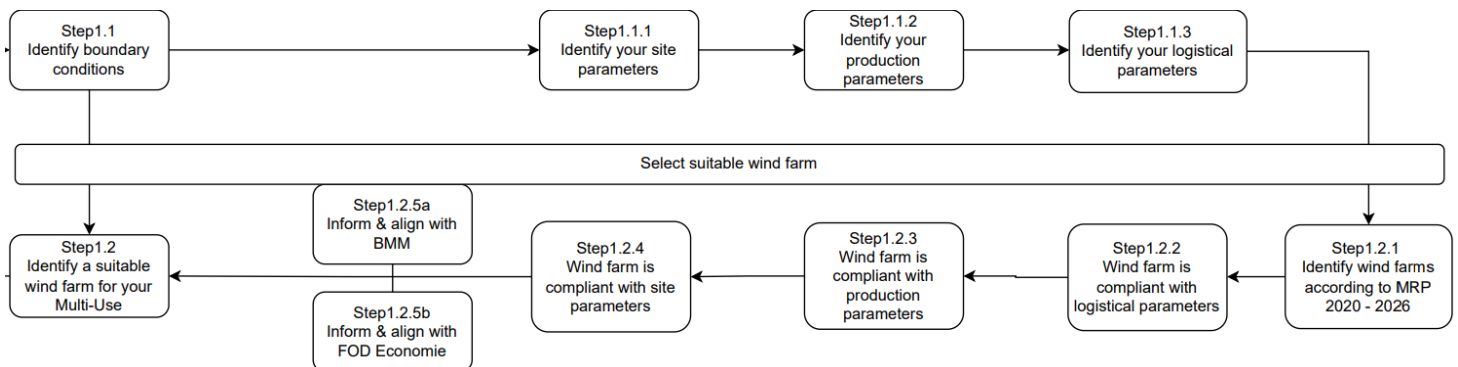 Step1.1
Identify boundary
conditions
Step1.1.1
Identify your site
parameters
Step1.1.2
Identify your
production
parameters
Step1.1.3
Identify your logistical
parameters
Select suitable wind farm
Step1.2
Identify a suitable
wind farm for your
Multi-Use
Step1.2.5a
Inform & align with
BMM
Step1.2.5b
Inform & align with
FOD Economie
Step1.2.4
Wind farm is
compliant with site
parameters
Step1.2.3
Wind farm is
compliant with
production
parameters
Step1.2.2
Wind farm is
compliant with
logistical parameters
Step1.2.1
Identify wind farms
according to MRP
2020 - 2026